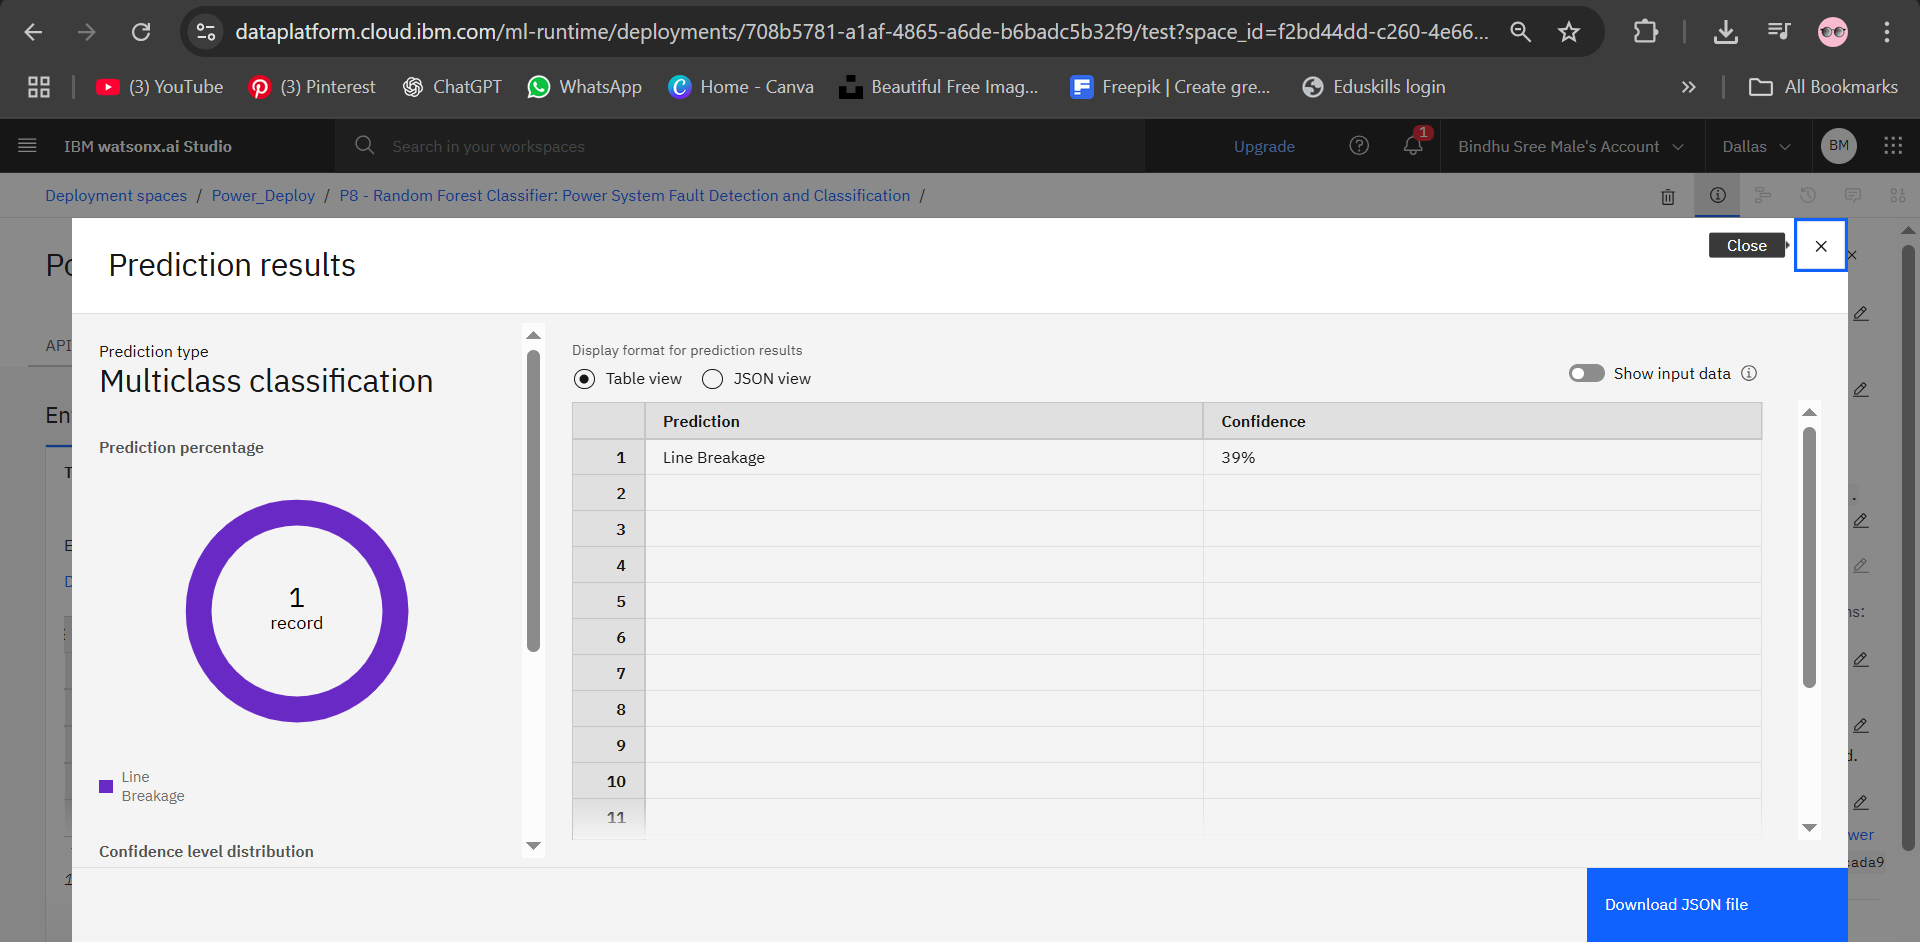 dataplatform.cloud.ibm.com/ml-runtime/deployments/708b5781-a1af-4865-a6de-b6badc5b32f9/test?space_id=f2bd44dd-c260-4e66...
(3) YouTube
(3) Pinterest
ChatGPT
WhatsApp
Home - Canva
Beautiful Free Imag...
Freepik | Create gre...
Eduskills login
All Bookmarks
IBM watsonx.ai Studio
Search in your workspaces
Upgrade
1
Bindhu Sree Male's Account
Dallas
BM
Deployment spaces / Power_Deploy / P8 - Random Forest Classifier: Power System Fault Detection and Classification /
Prediction results
Close
Prediction type
Multiclass classification
Prediction percentage
1
record
Line
Breakage
Confidence level distribution
Display format for prediction results
Table view
JSON view
Show input data
Prediction Confidence
1 Line Breakage 39%
2
3
4
5
6
7
8
9
10
11
Download JSON file
API